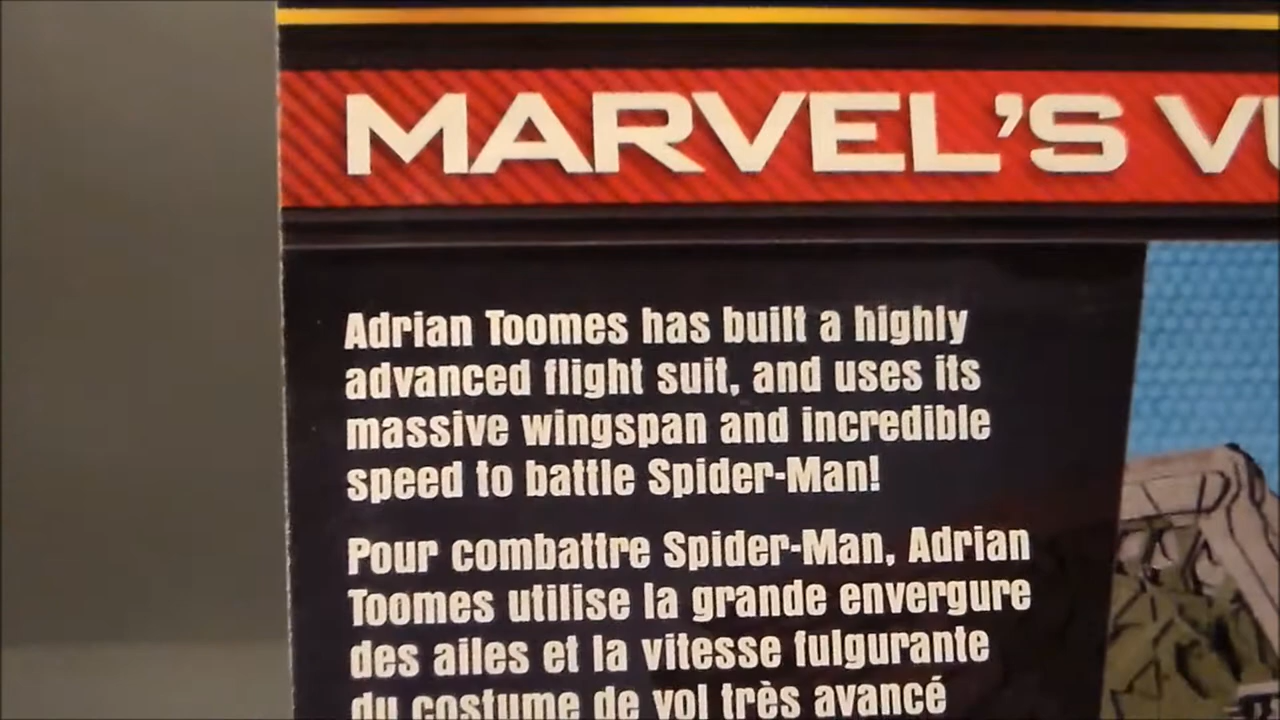 MARVEL'S VU
Adrian Toomes has built a highly
advanced flight suit, and uses its
massive wingspan and incredible
speed to battle Spider-Man!
Pour combattre Spider-Man, Adrian
Toomes utilise la grande envergure
des ailes et la vitesse fulgurante
du costume de vol très avancé